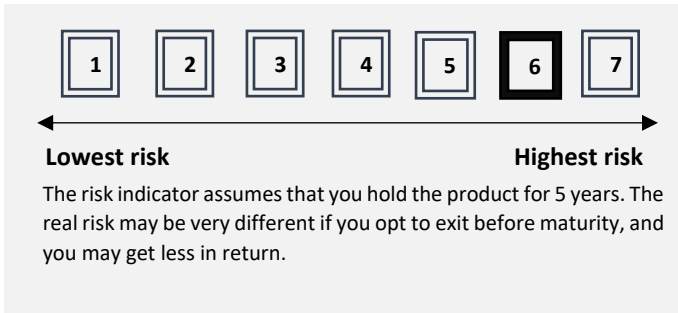 1 2 3 4 5 6 7
Lowest risk Highest risk
The risk indicator assumes that you hold the product for 5 years. The
real risk may be very different if you opt to exit before maturity, and
you may get less in return.